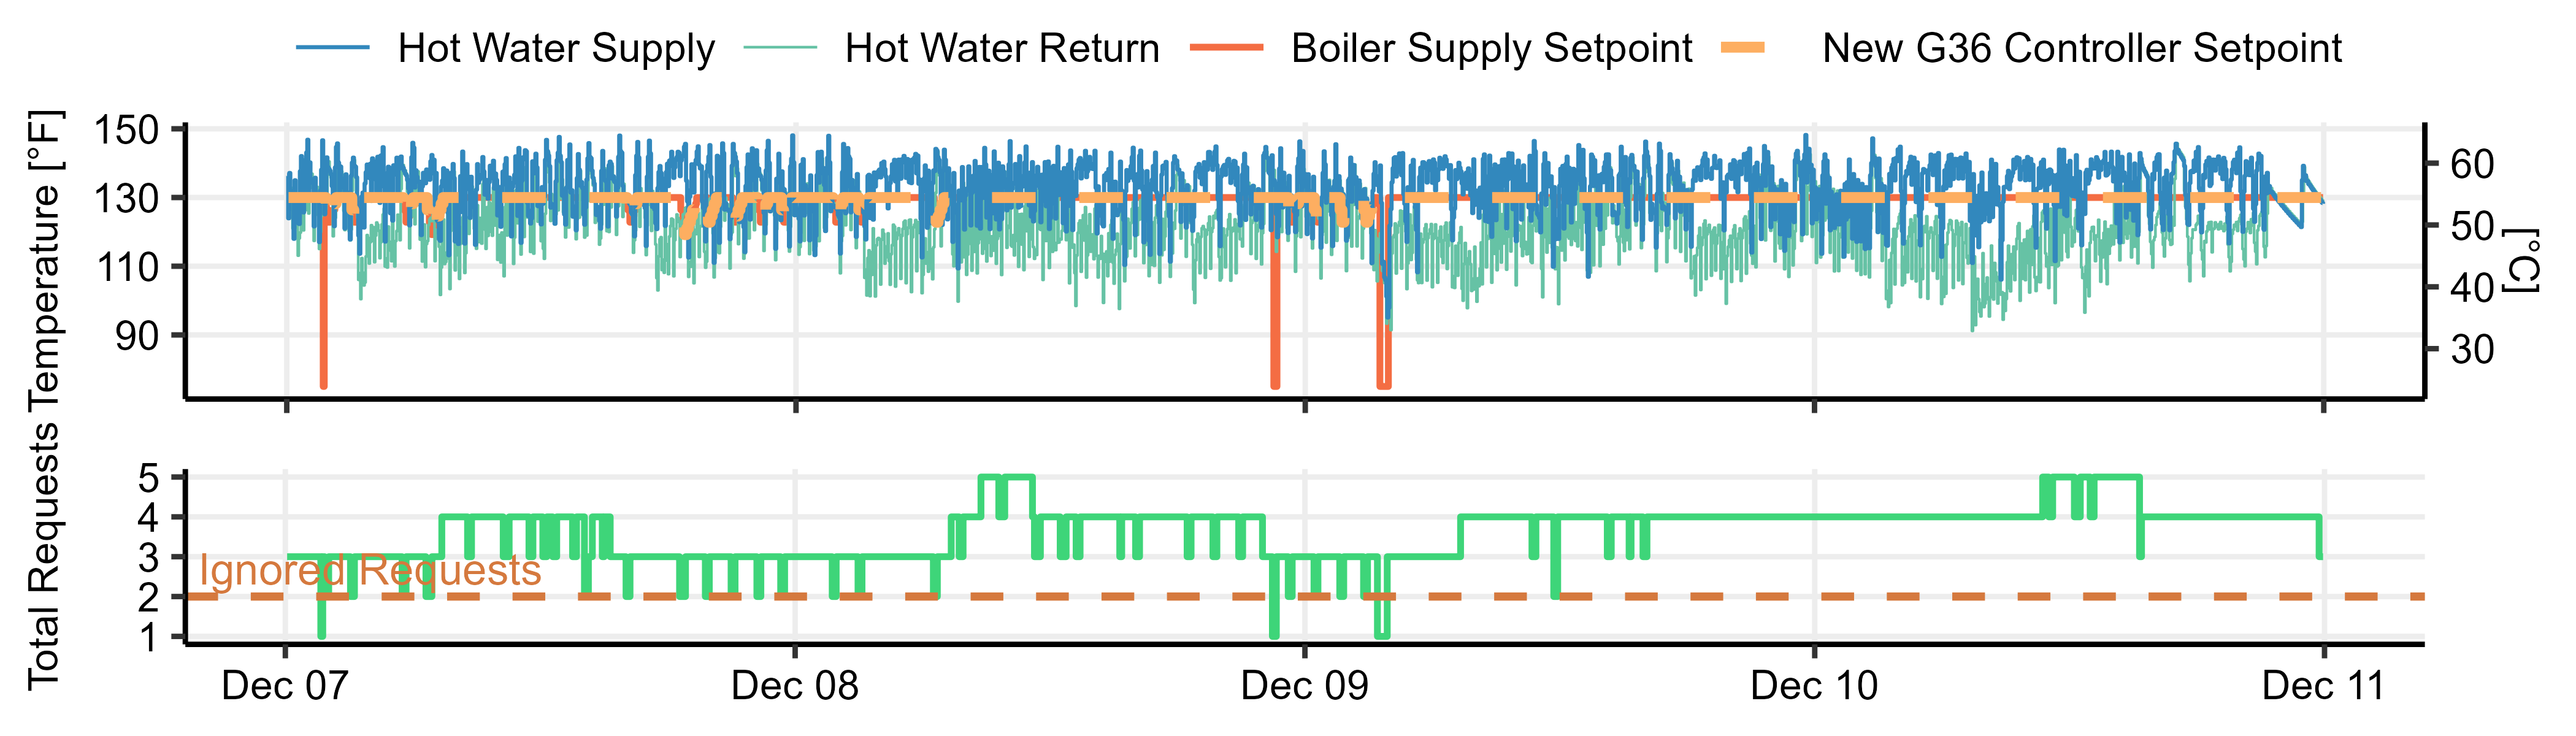 Hot Water Supply Hot Water Return Boiler Supply Setpoint New G36 Controller Setpoint
Temperature [°F]
150
130
110
90
60
50
40
30
[°C]
Total Requests
5
4
3
2
1
Ignored Requests
Dec 07 Dec 08 Dec 09 Dec 10 Dec 11